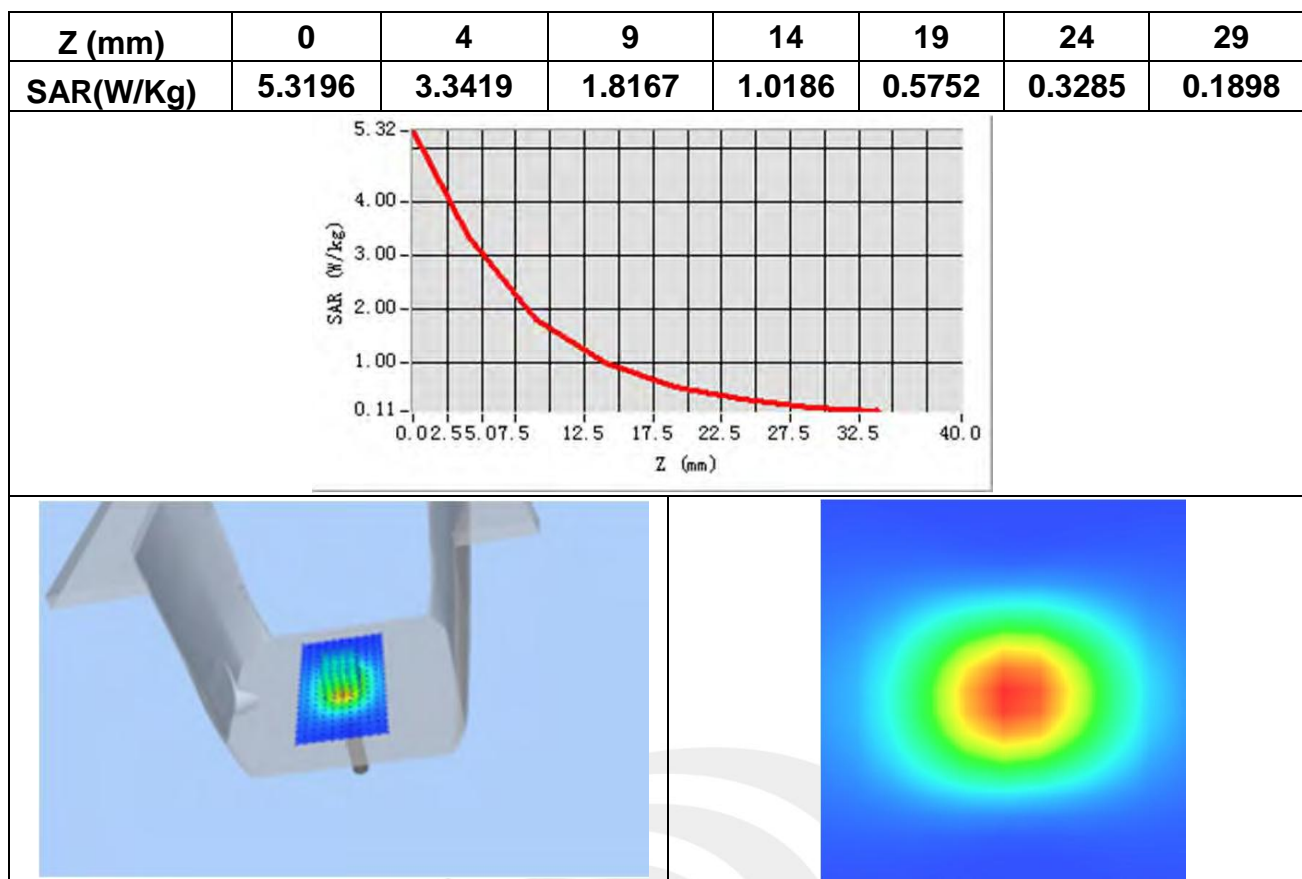 Z (mm) 0 4 9 14 19 24 29
SAR(W/Kg) 5.3196 3.3419 1.8167 1.0186 0.5752 0.3285 0.1898
5.32
4.00
3.00
2.00
1.00
0.11
SAR (W/kg)
0.0 2.5 5.0 7.5 12.5 17.5 22.5 27.5 32.5 40.0
Z (mm)